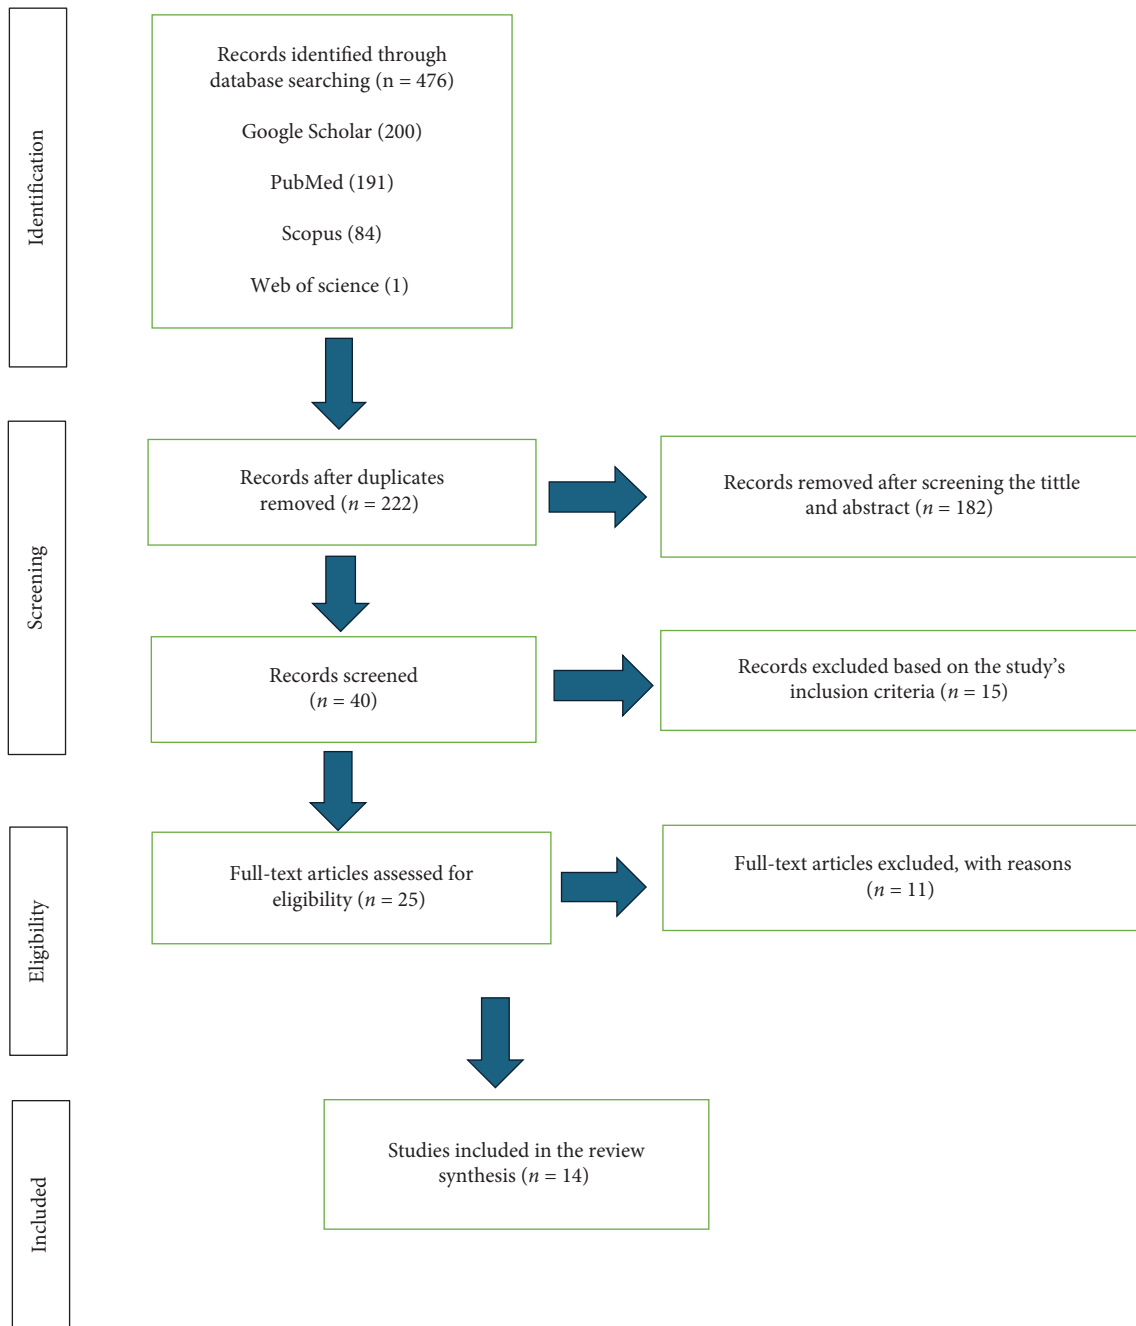 Identification
Records identified through
database searching (n = 476)
Google Scholar (200)
PubMed (191)
Scopus (84)
Web of science (1)
Screening
Records after duplicates
removed (n = 222)
Records removed after screening the tittle
and abstract (n = 182)
Records screened
(n = 40)
Records excluded based on the study's
inclusion criteria (n = 15)
Eligibility
Full-text articles assessed for
eligibility (n = 25)
Full-text articles excluded, with reasons
(n = 11)
Included
Studies included in the review
synthesis (n = 14)